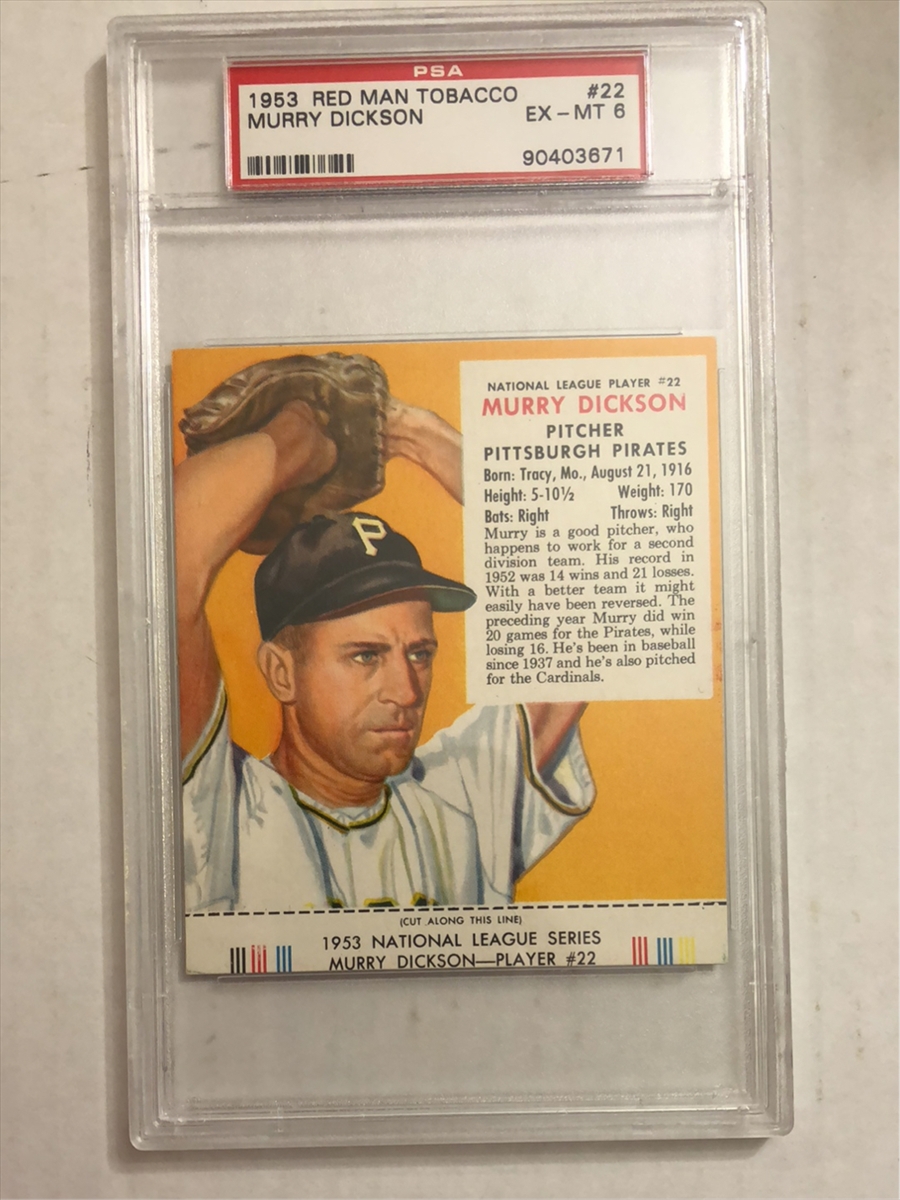 PSA
1953 RED MAN TOBACCO #22
MURRY DICKSON EX - MT 6
90403671
NATIONAL LEAGUE PLAYER #22
MURRY DICKSON
PITCHER
PITTSBURGH PIRATES
Born: Tracy, Mo., August 21, 1916
Height: 5-10½ Weight: 170
Bats: Right Throws: Right
Murry is a good pitcher, who
happens to work for a second
division team. His record in
1952 was 14 wins and 21 losses.
With a better team it might
easily have been reversed. The
preceding year Murry did win
20 games for the Pirates, while
losing 16. He's been in baseball
since 1937 and he's also pitched
for the Cardinals.
P
(CUT ALONG THIS LINE)
1953 NATIONAL LEAGUE SERIES
MURRY DICKSON—PLAYER #22